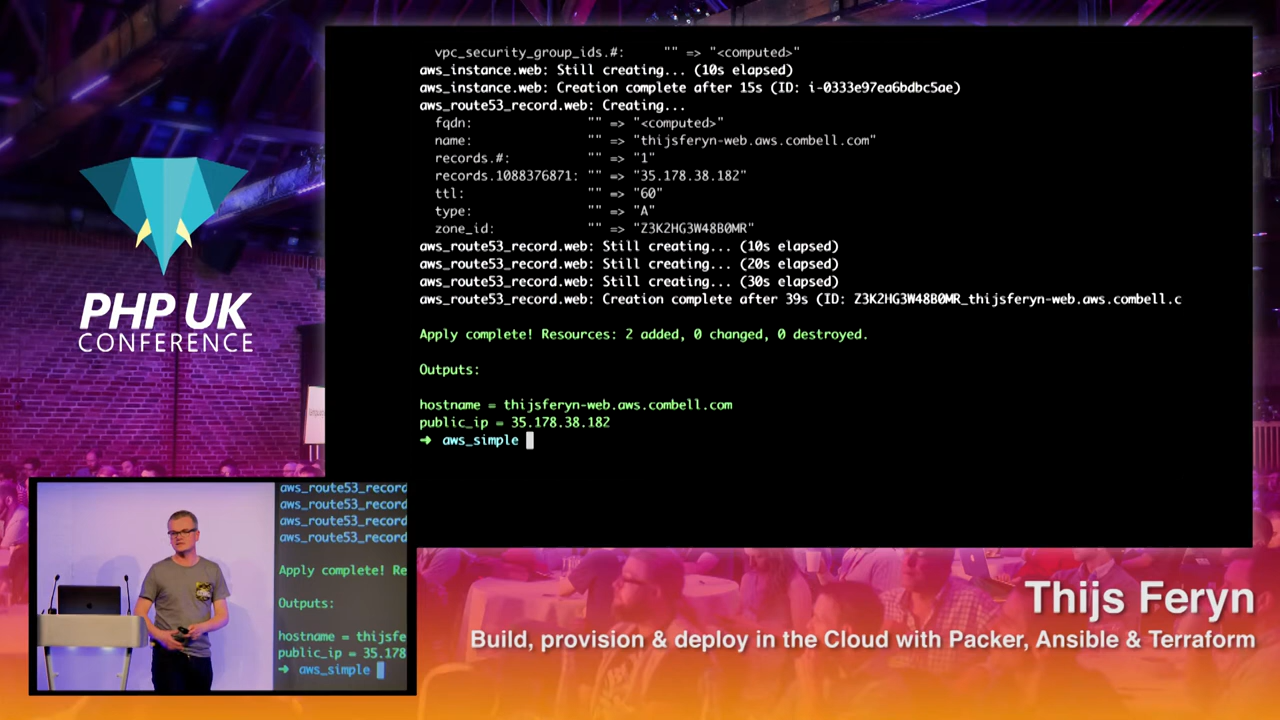 vpc_security_group_ids.#: "" => "<computed>"
aws_instance.web: Still creating... (10s elapsed)
aws_instance.web: Creation complete after 15s (ID: i-0333e97ea6bdbc5ae)
aws_route53_record.web: Creating...
fqdn: "" => "<computed>"
name: "" => "thijsferyn-web.aws.combell.com"
records.#: "" => "1"
records.1088376871: "" => "35.178.38.182"
ttl: "" => "60"
type: "" => "A"
zone_id: "" => "Z3K2HG3W48B0MR"
aws_route53_record.web: Still creating... (10s elapsed)
aws_route53_record.web: Still creating... (20s elapsed)
aws_route53_record.web: Still creating... (30s elapsed)
aws_route53_record.web: Creation complete after 39s (ID: Z3K2HG3W48B0MR_thijsferyn-web.aws.combell.c
Apply complete! Resources: 2 added, 0 changed, 0 destroyed.
Outputs:
hostname = thijsferyn-web.aws.combell.com
public_ip = 35.178.38.182
➜ aws_simple
PHP UK
CONFERENCE
aws_route53_record
aws_route53_record
aws_route53_record
aws_route53_record
Apply complete! Re
Outputs:
hostname = thijsfe
public_ip = 35.178
➜ aws_simple
Thijs Feryn
Build, provision & deploy in the Cloud with Packer, Ansible & Terraform